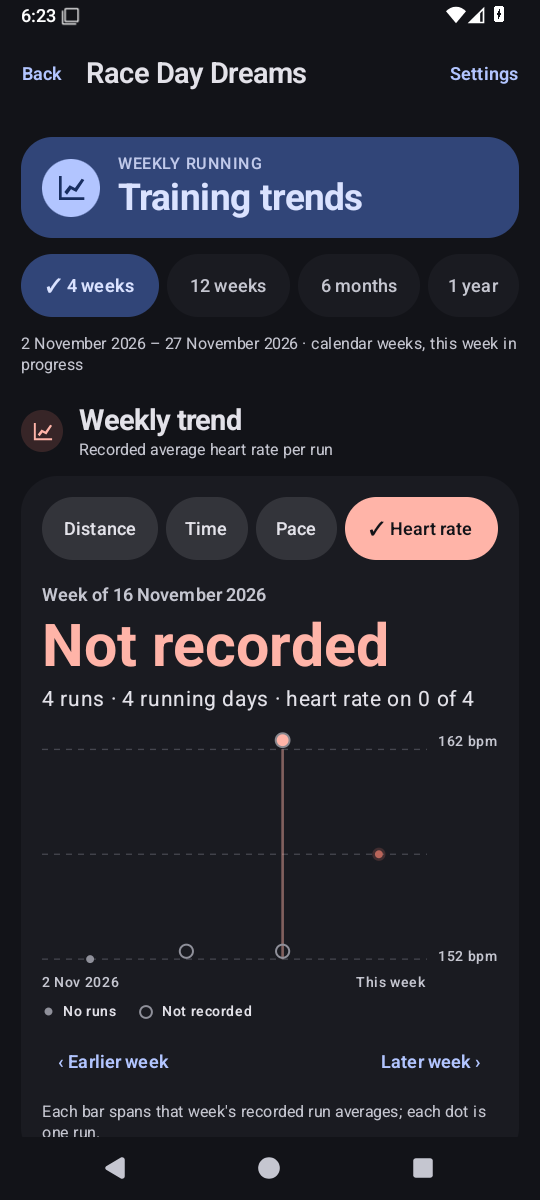 6:23
Back
Race Day Dreams
Settings
WEEKLY RUNNING
Training trends
✓ 4 weeks
12 weeks
6 months
1 year
2 November 2026 – 27 November 2026 · calendar weeks, this week in
progress
Weekly trend
Recorded average heart rate per run
Distance
Time
Pace
✓ Heart rate
Week of 16 November 2026
Not recorded
4 runs · 4 running days · heart rate on 0 of 4
162 bpm
152 bpm
2 Nov 2026
This week
No runs
Not recorded
‹ Earlier week
Later week ›
Each bar spans that week's recorded run averages; each dot is
one run.